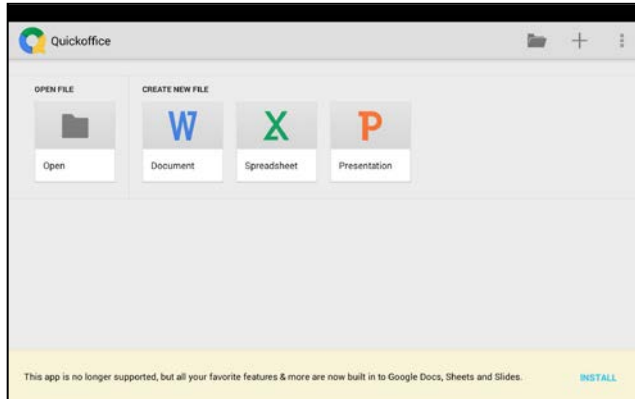 Quickoffice
OPEN FILE
CREATE NEW FILE
W
X
P
Open
Document
Spreadsheet
Presentation
This app is no longer supported, but all your favorite features & more are now built in to Google Docs, Sheets and Slides.
INSTALL